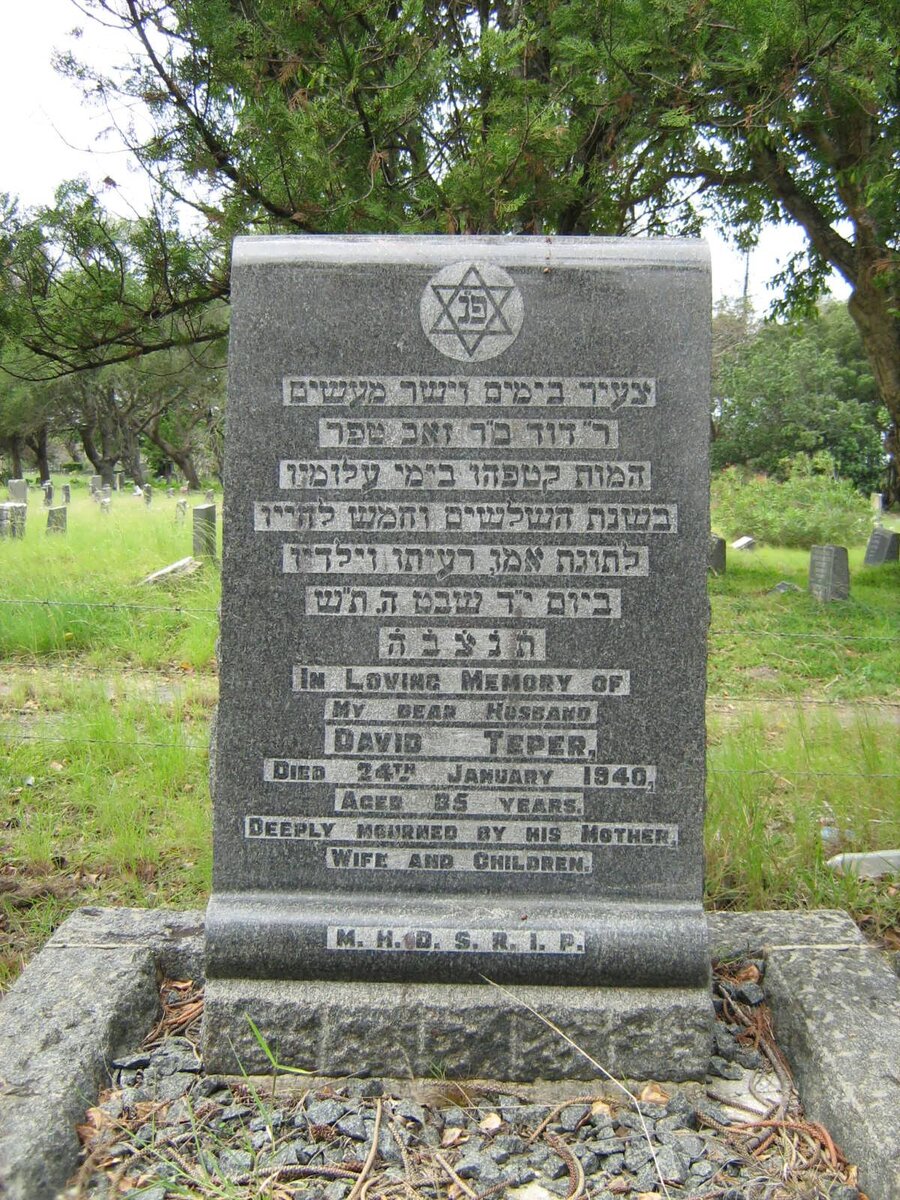 פנ
צעיר בימים וישר מעשים
ר' דוד ב"ר זאב טפר
המות קטפהו בימי עלומיו
בשנת השלשים וחמש לחייו
לתוגת אמו, רעיתו וילדיו
ביום י"ד שבט ה, ת"ש
ת נ צ ב ה
In Loving Memory of
My dear Husband
David Teper,
Died 24th January 1940,
Aged 35 years.
Deeply mourned by his Mother,
Wife and Children.
M. H. D. S. R. I. P.